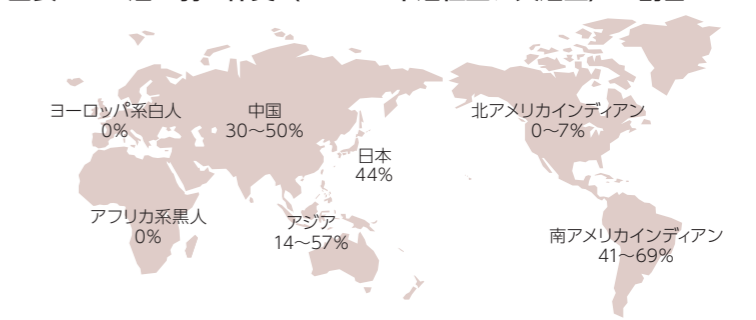 ヨーロッパ系白人
0%
中国
30~50%
日本
44%
アフリカ系黒人
0%
アジア
14~57%
北アメリカインディアン
0~7%
南アメリカインディアン
41~69%